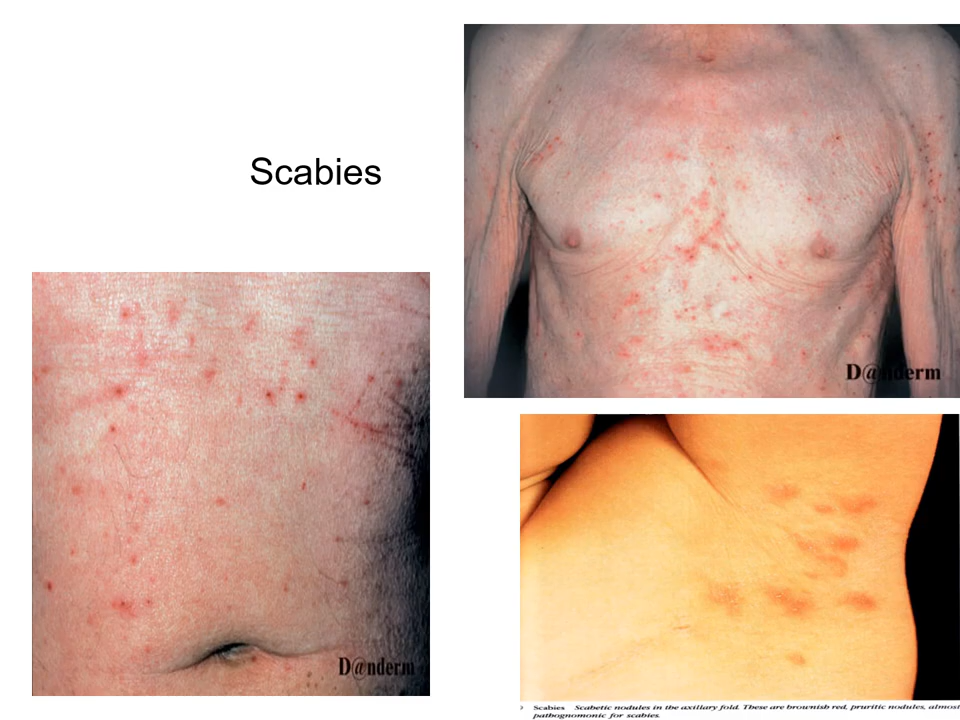 Scabies
D@nderm
D@nderm
Scabies Scabetic nodules in the axillary fold. These are brownish red, pruritic nodules, almost
pathognomonic for scabies.